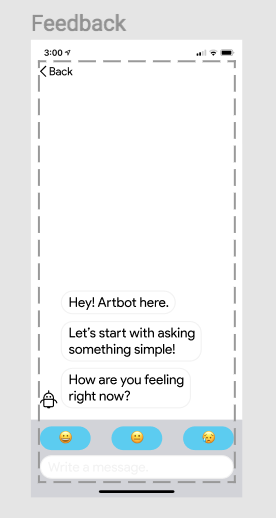 Feedback
3:00
Back
Hey! Artbot here.
Let's start with asking
something simple!
How are you feeling
right now?
Write a message.